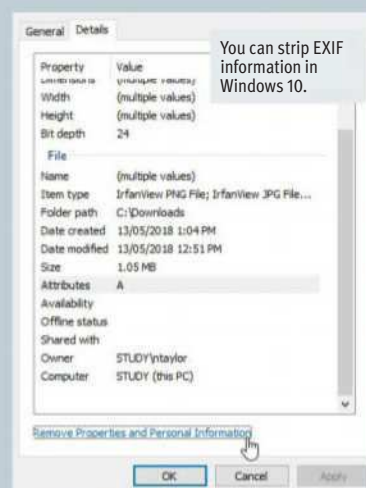 General Details
You can strip EXIF
information in
Windows 10.
Property Value
Dimensions (multiple values)
Width (multiple values)
Height (multiple values)
Bit depth 24
File
Name (multiple values)
Item type IrfanView PNG File; IrfanView JPG File...
Folder path C:\Downloads
Date created 13/05/2018 1:04 PM
Date modified 13/05/2018 12:51 PM
Size 1.05 MB
Attributes A
Availability
Offline status
Shared with
Owner STUDY\ntaylor
Computer STUDY (this PC)
Remove Properties and Personal Information
OK Cancel Apply